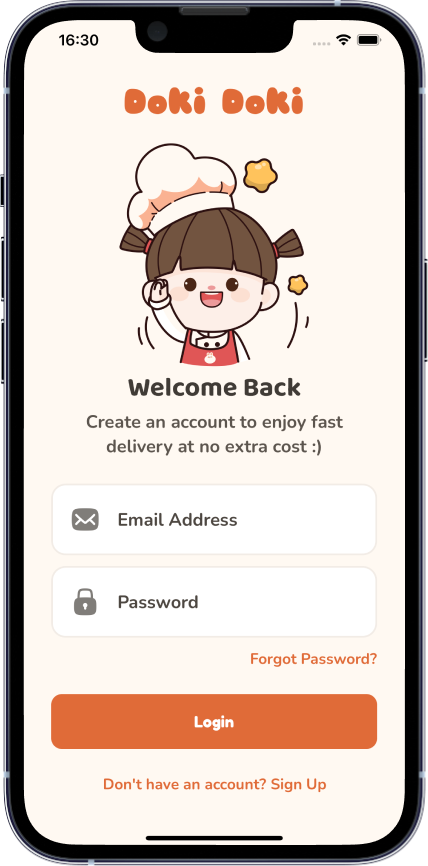 16:30
Doki Doki
Welcome Back
Create an account to enjoy fast
delivery at no extra cost :)
Email Address
Password
Forgot Password?
Login
Don't have an account? Sign Up